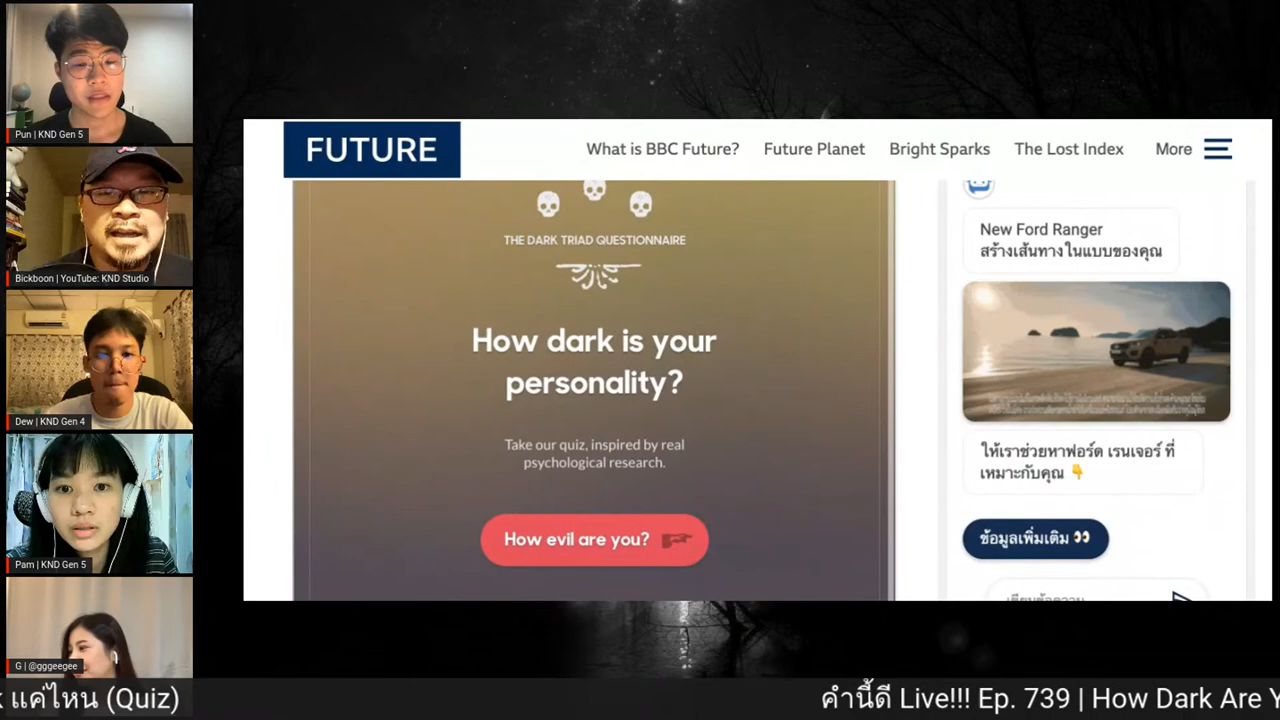 Pun | KND Gen 5
Bickboon | YouTube: KND Studio
Dew | KND Gen 4
Pam | KND Gen 5
G | @gggeegee
FUTURE
What is BBC Future?
Future Planet
Bright Sparks
The Lost Index
More
THE DARK TRIAD QUESTIONNAIRE
How dark is your
personality?
Take our quiz, inspired by real
psychological research.
How evil are you?
New Ford Ranger
สร้างเส้นทางในแบบของคุณ
ให้เราช่วยหาฟอร์ด เรนเจอร์ ที่
เหมาะกับคุณ 👇
ข้อมูลเพิ่มเติม 👀
แค่ไหน (Quiz)
คำนี้ดี Live!!! Ep. 739 | How Dark Are